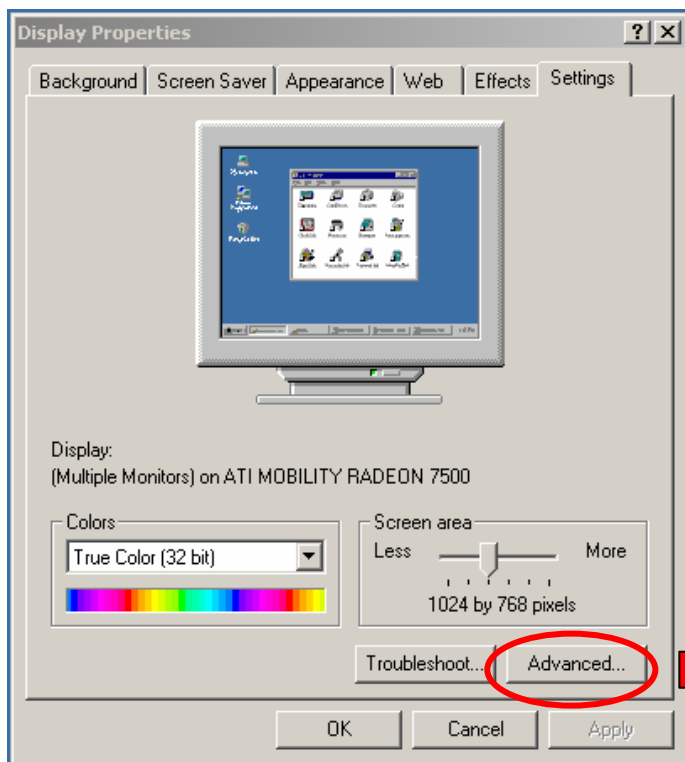 Display Properties
Background Screen Saver Appearance Web Effects Settings
Display:
(Multiple Monitors) on ATI MOBILITY RADEON 7500
Colors
True Color (32 bit)
Screen area
Less More
1024 by 768 pixels
Troubleshoot... Advanced...
OK Cancel Apply